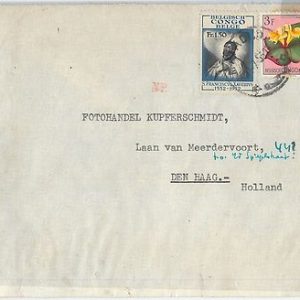 BELGISCH
CONGO
BELGE
Fr. 1.50
S. FRANCISCUS XAVERIUS
1552-1952
3F
FOTOHANDEL KUPFERSCHMIDT,
Laan van Meerdervoort, 448
DEN HAAG.-
Holland